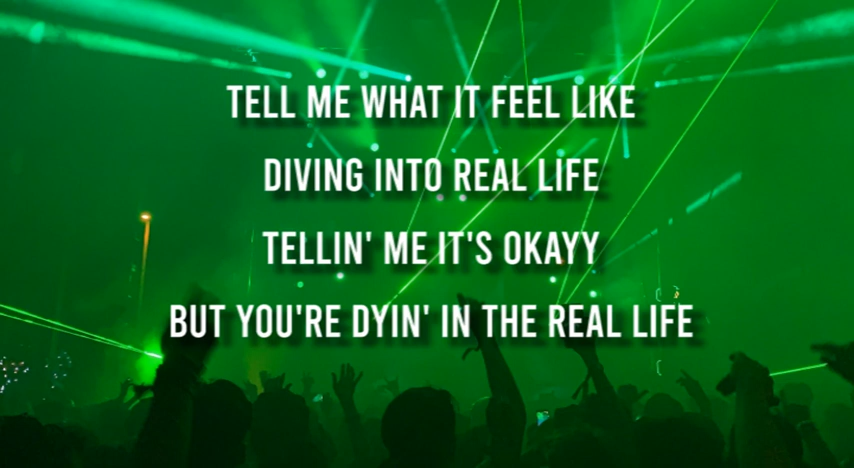 TELL ME WHAT IT FEEL LIKE
DIVING INTO REAL LIFE
TELLIN' ME IT'S OKAYY
BUT YOU'RE DYIN' IN THE REAL LIFE